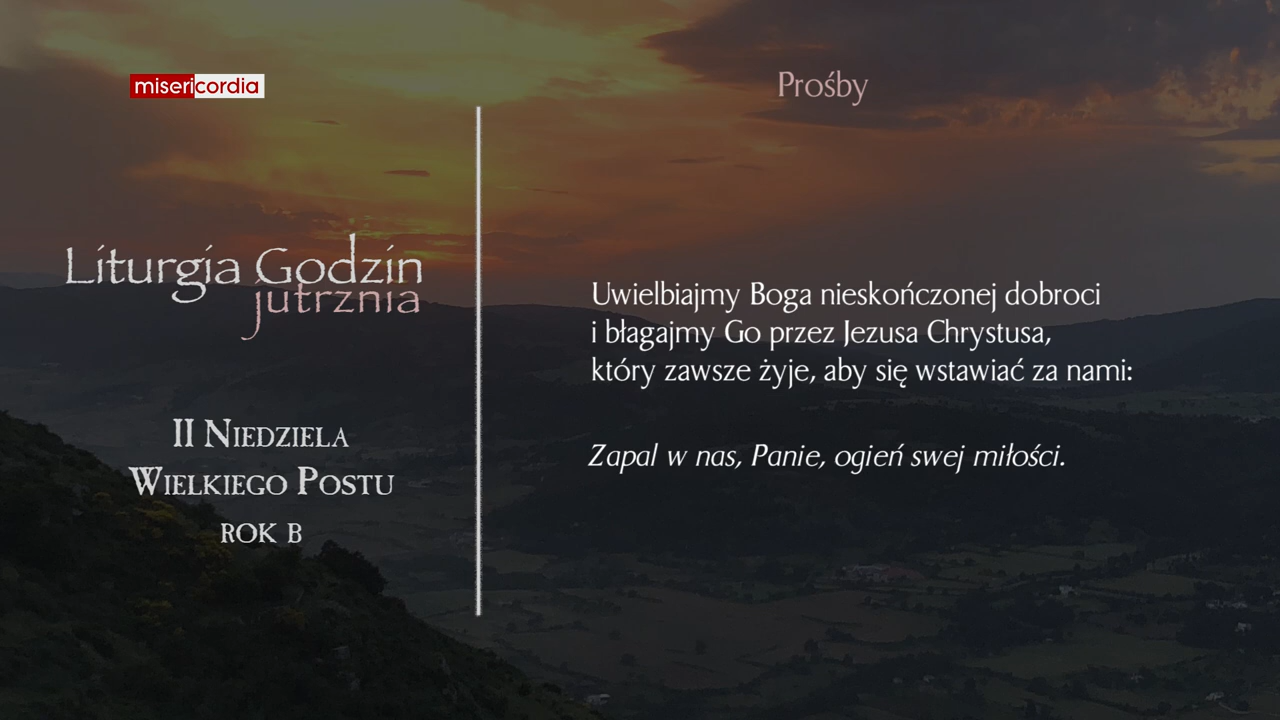 misericordia
Liturgia Godzin
jutrznia
II Niedziela
Wielkiego Postu
rok B
Prośby
Uwielbiajmy Boga nieskończonej dobroci
i błagajmy Go przez Jezusa Chrystusa,
który zawsze żyje, aby się wstawiać za nami:
Zapal w nas, Panie, ogień swej miłości.